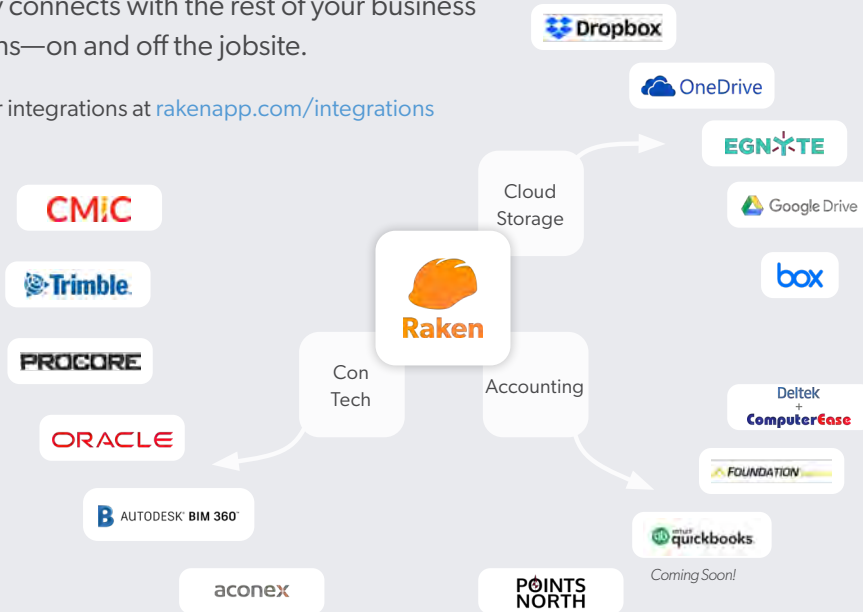 y connects with the rest of your business
ns—on and off the jobsite.
r integrations at rakenapp.com/integrations
Dropbox
OneDrive
EGNYTE
Google Drive
box
Cloud
Storage
CMiC
Trimble
PROCORE
ORACLE
AUTODESK® BIM 360™
aconex
Raken
Con
Tech
Accounting
Deltek
+
ComputerEase
FOUNDATION
intuit
quickbooks.
Coming Soon!
POINTS
NORTH